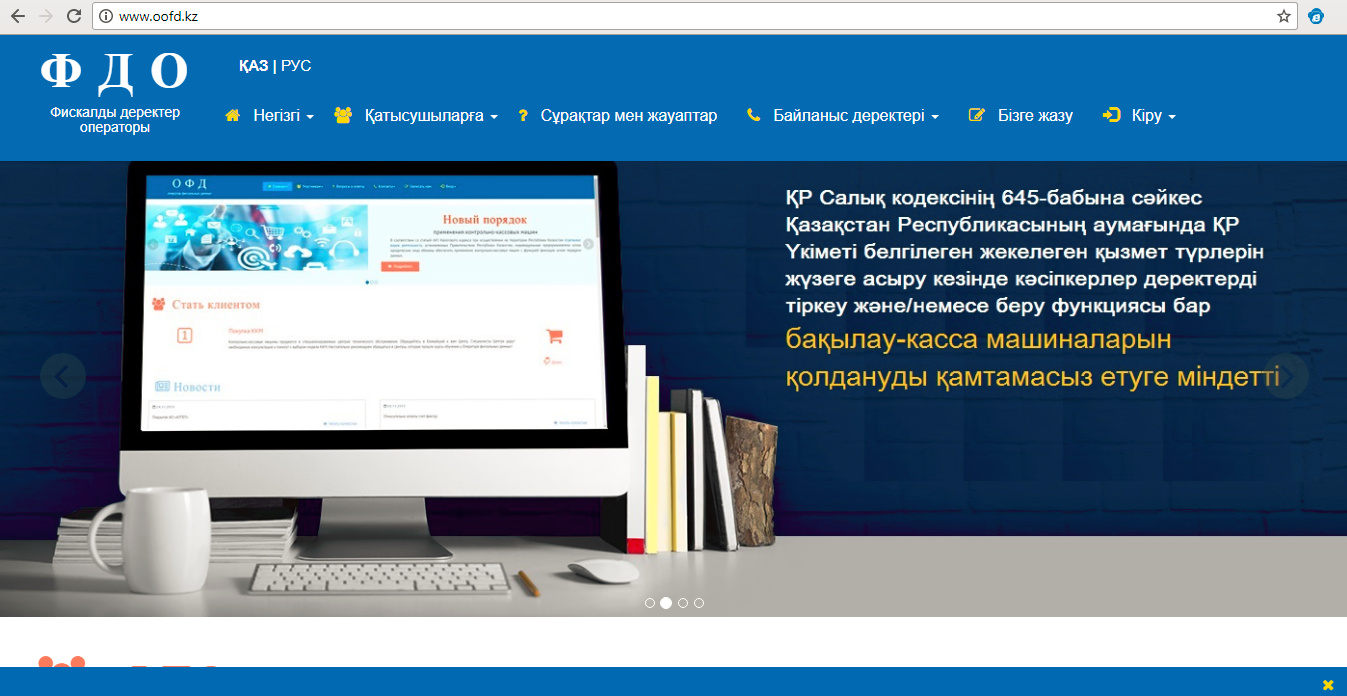 www.oofd.kz
ФДО
Фискалды деректер
операторы
ҚАЗ | РУС
Негізгі
Қатысушыларға
? Сұрақтар мен жауаптар
Байланыс деректері
Бізге жазу
Кіру
ОФД
Новый порядок
применения контрольно-кассовых машин
Стать клиентом
1
Покупка ККМ
Новости
ҚР Салық кодексінің 645-бабына сәйкес
Қазақстан Республикасының аумағында ҚР
Үкіметі белгілеген жекелеген қызмет түрлерін
жүзеге асыру кезінде кәсіпкерлер деректерді
тіркеу және/немесе беру функциясы бар
бақылау-касса машиналарын
қолдануды қамтамасыз етуге міндетті